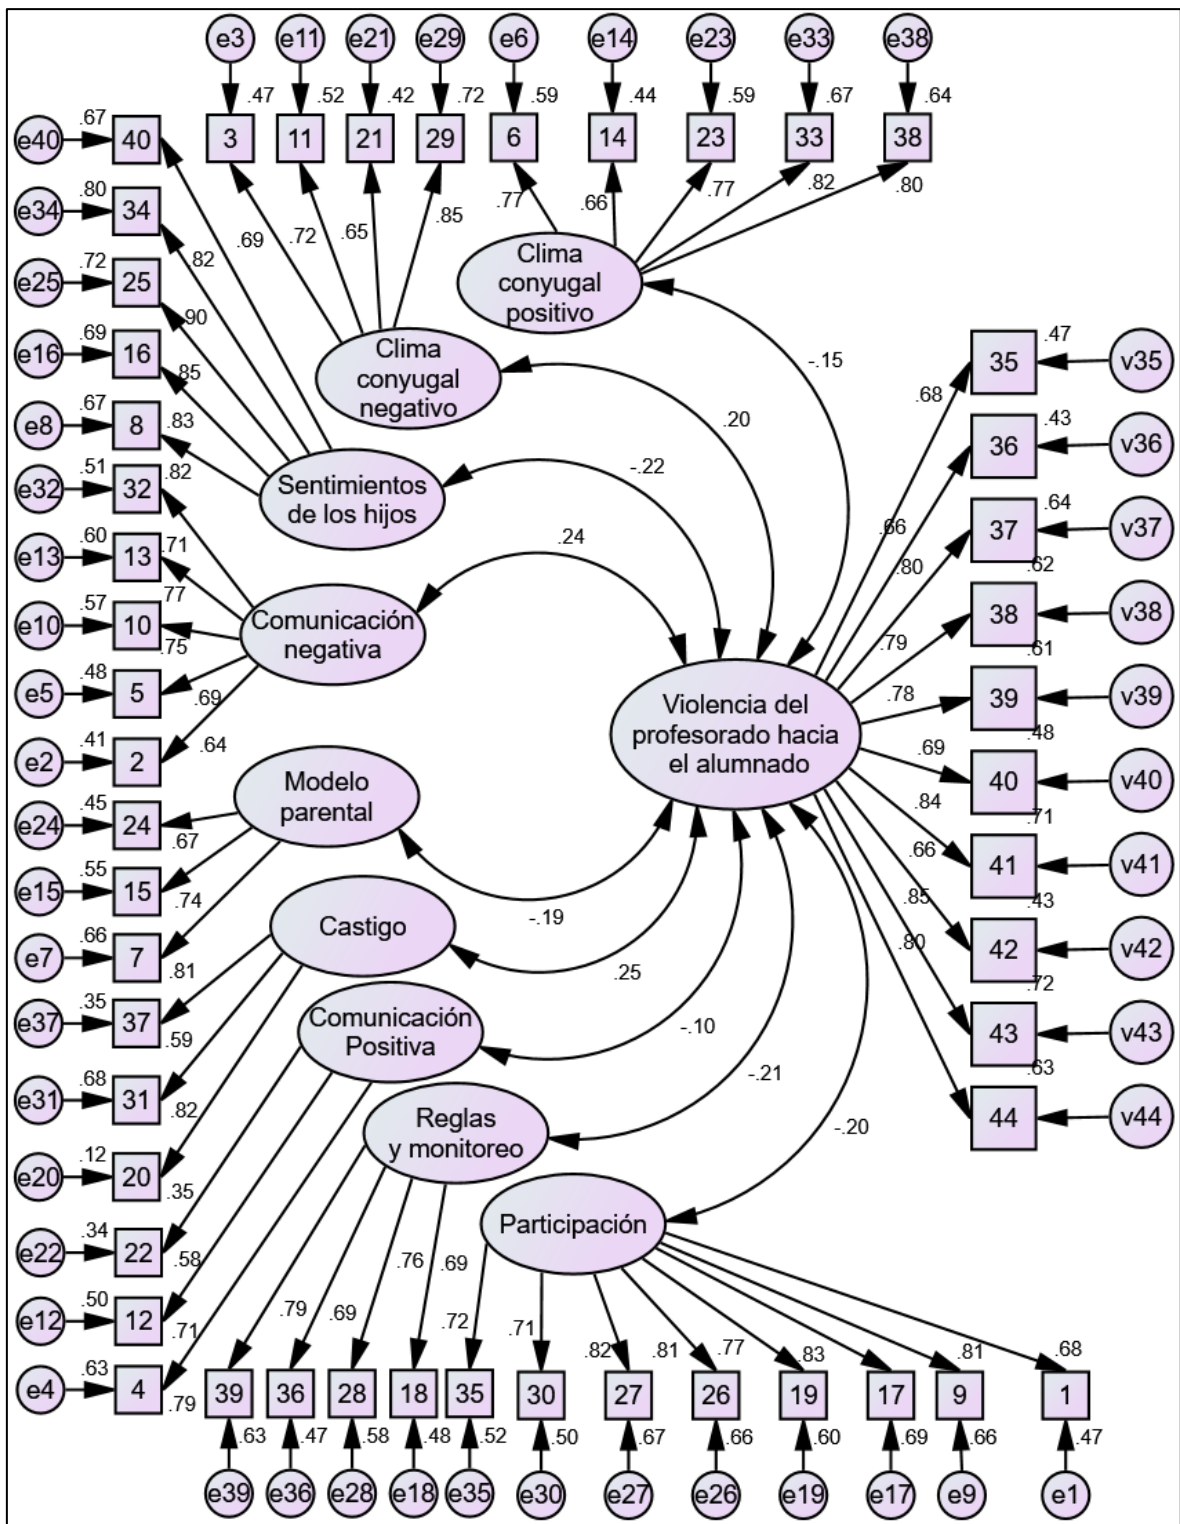 e3 e11 e21 e29 e6 e14 e23 e33 e38
.47 .52 .42 .72 .59 .44 .59 .67 .64
3 11 21 29 6 14 23 33 38
e40 .67 40
e34 .80 34
e25 .72 25
e16 .69 16
e8 .67 8
e32 .51 32
e13 .60 13
e10 .57 10
e5 .48 5
e2 .41 2
e24 .45 24
e15 .55 15
e7 .66 7
e37 .35 37
e31 .68 31
e20 .12 20
e22 .34 22
e12 .50 12
e4 .63 4
.69 .72 .65 .85
.77 .66 .77 .82 .80
.82
.90
.85
.83
.82
.71
.77
.75
.69
.64
.67
.74
.81
.59
.82
.35
.58
.71
.79
Clima
conyugal
positivo
Clima
conyugal
negativo
Sentimientos
de los hijos
Comunicación
negativa
Modelo
parental
Castigo
Comunicación
Positiva
Reglas
y monitoreo
Participación
-.15
.20
-.22
.24
-.19
.25
-.10
-.21
-.20
Violencia del
profesorado hacia
el alumnado
.68
.66
.80
.79
.78
.69
.84
.66
.85
.80
35 .47 v35
36 .43 v36
37 .64 v37
38 .62 v38
39 .61 v39
40 .48 v40
41 .71 v41
42 .43 v42
43 .72 v43
44 .63 v44
.79 .69 .76 .69 .72 .71 .82 .81 .77 .83 .81 .68
39 36 28 18 35 30 27 26 19 17 9 1
.63 .47 .58 .48 .52 .50 .67 .66 .60 .69 .66 .47
e39 e36 e28 e18 e35 e30 e27 e26 e19 e17 e9 e1